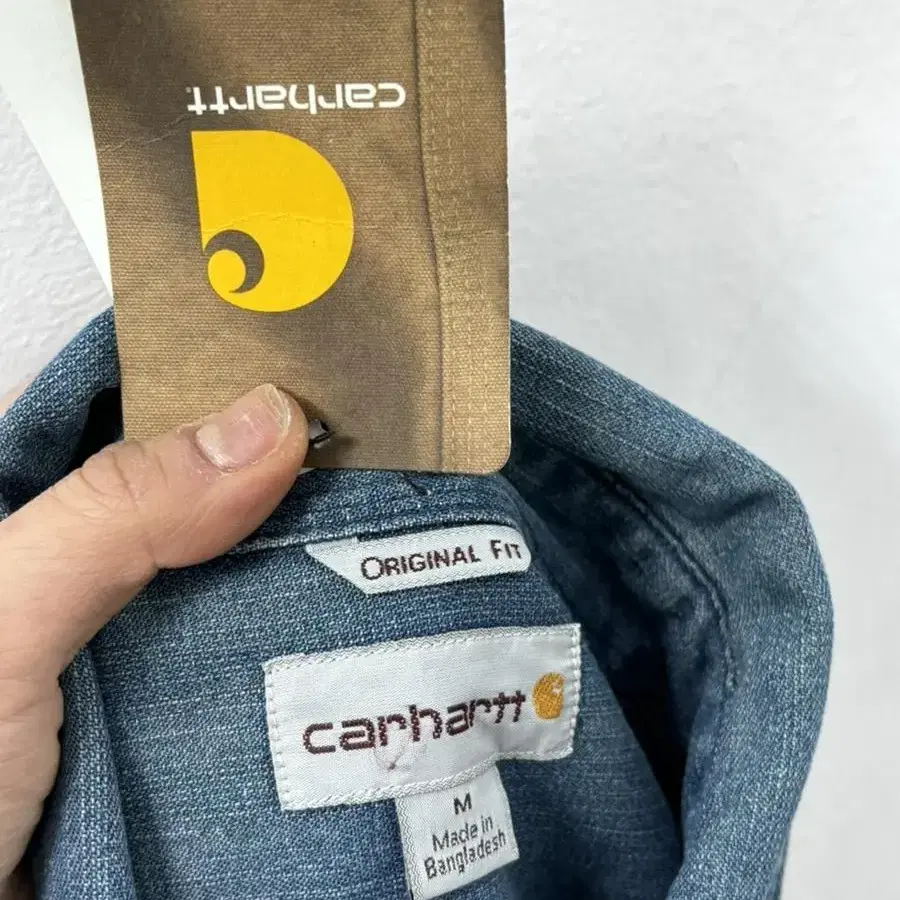 carhartt.
ORIGINAL FIT
carhartt
M
Made in
Bangladesh